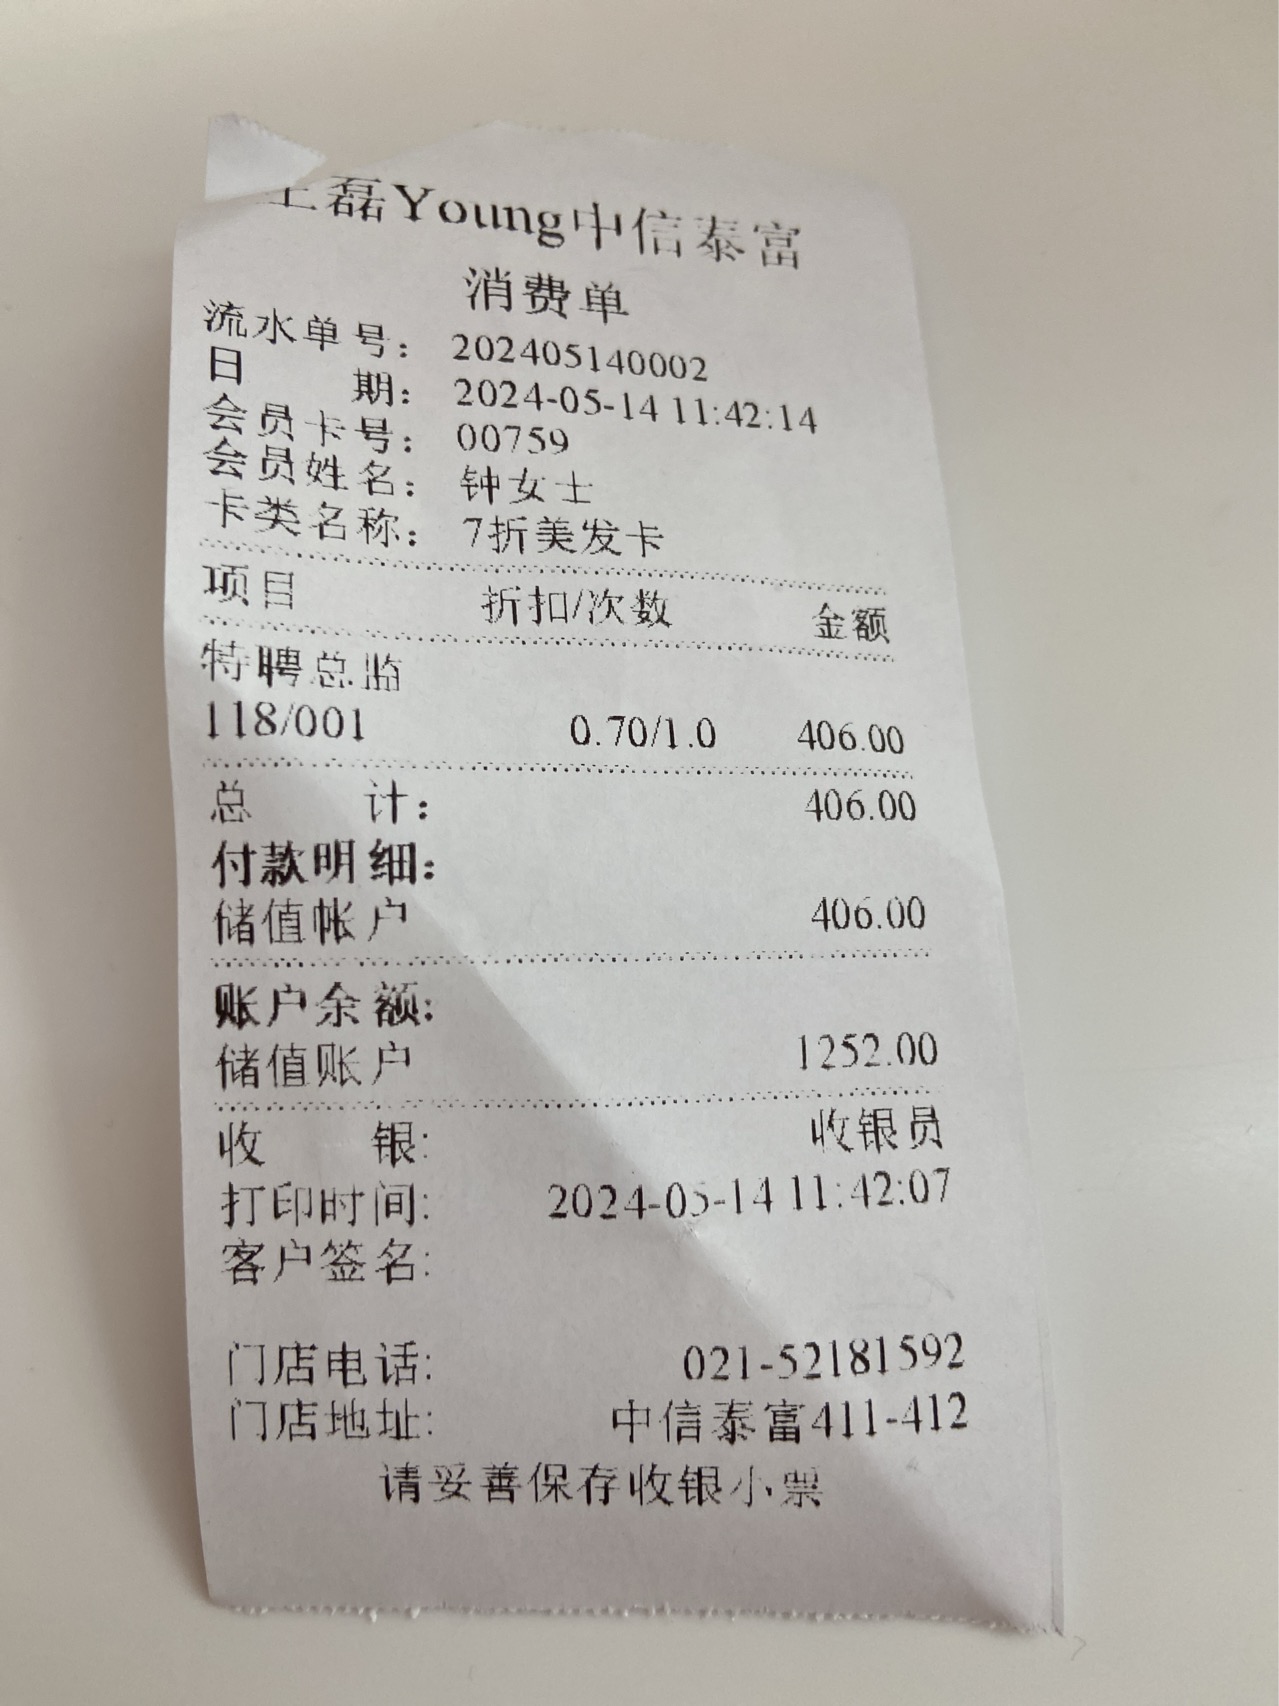 王磊Young中信泰富
消费单
流水单号： 202405140002
日 期： 2024-05-14 11:42:14
会员卡号： 00759
会员姓名： 钟女士
卡类名称： 7折美发卡
项目 折扣/次数 金额
特聘总监
118/001 0.70/1.0 406.00
总 计： 406.00
付款明细：
储值帐户 406.00
账户余额:
储值账户 1252.00
收 银: 收银员
打印时间: 2024-05-14 11:42:07
客户签名:
门店电话: 021-52181592
门店地址: 中信泰富411-412
请妥善保存收银小票